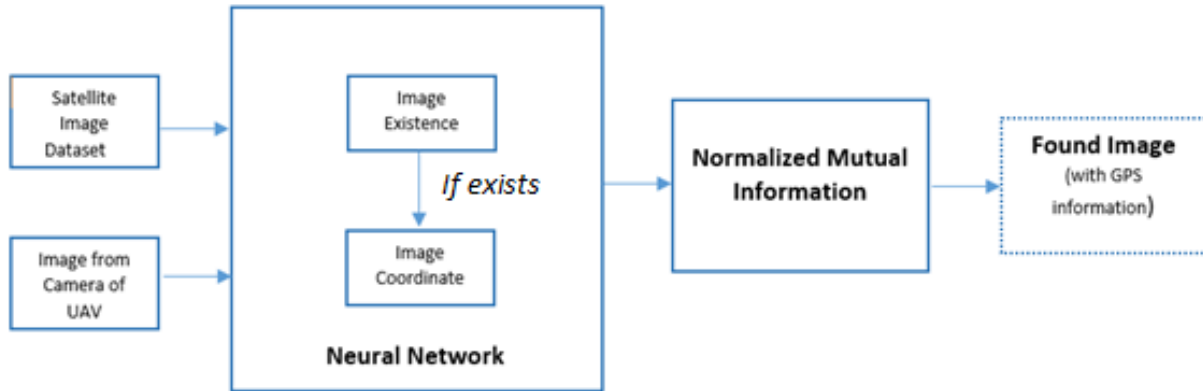 Satellite
Image
Dataset
Image from
Camera of
UAV
Image
Existence
If exists
Image
Coordinate
Neural Network
Normalized Mutual
Information
Found Image
(with GPS
information)